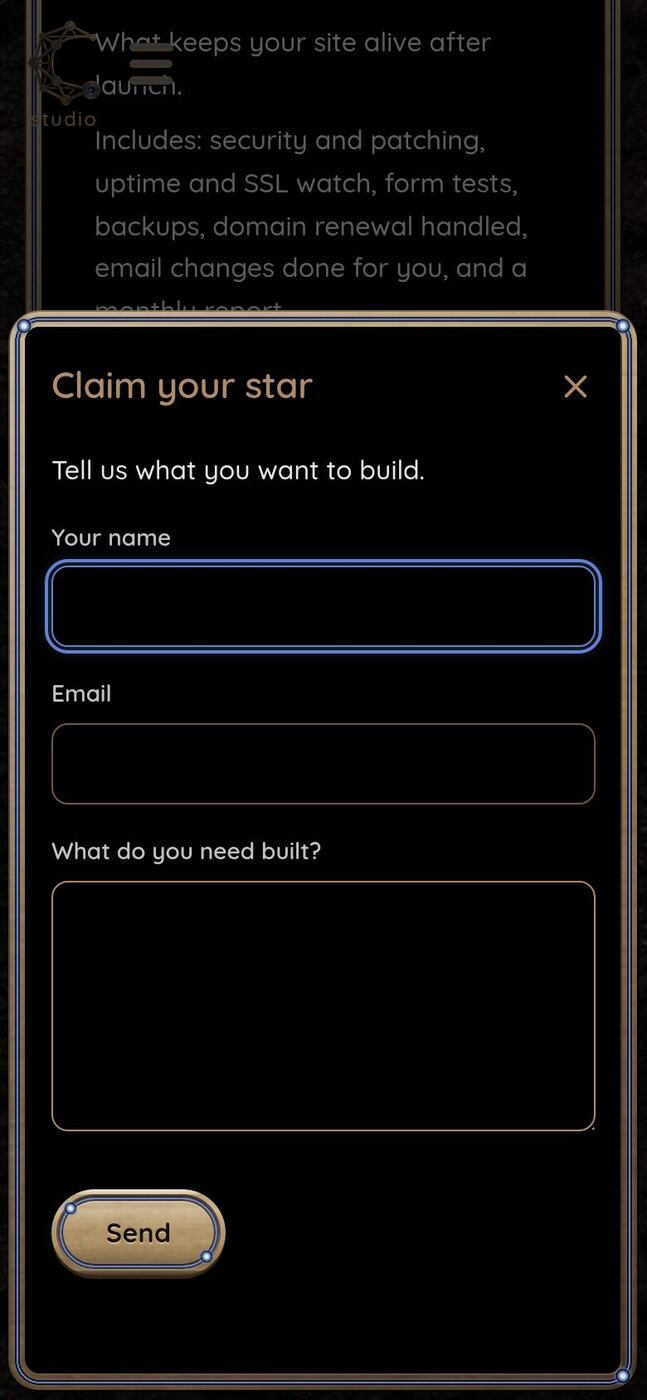 What keeps your site alive after
launch.
studio
Includes: security and patching,
uptime and SSL watch, form tests,
backups, domain renewal handled,
email changes done for you, and a
monthly report
Claim your star
Tell us what you want to build.
Your name
Email
What do you need built?
Send